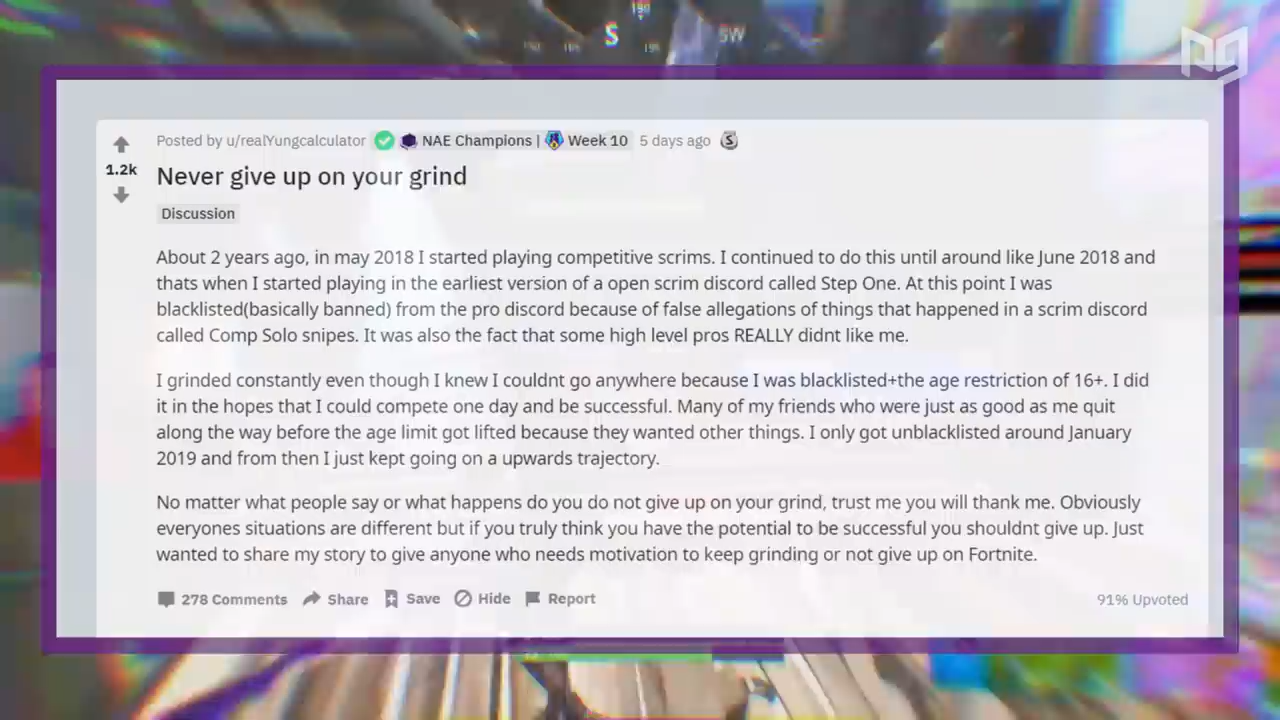 199
S
SW
195
Posted by u/realYungcalculator NAE Champions | Week 10 5 days ago
1.2k
Never give up on your grind
Discussion
About 2 years ago, in may 2018 I started playing competitive scrims. I continued to do this until around like June 2018 and
thats when I started playing in the earliest version of a open scrim discord called Step One. At this point I was
blacklisted(basically banned) from the pro discord because of false allegations of things that happened in a scrim discord
called Comp Solo snipes. It was also the fact that some high level pros REALLY didnt like me.
I grinded constantly even though I knew I couldnt go anywhere because I was blacklisted+the age restriction of 16+. I did
it in the hopes that I could compete one day and be successful. Many of my friends who were just as good as me quit
along the way before the age limit got lifted because they wanted other things. I only got unblacklisted around January
2019 and from then I just kept going on a upwards trajectory.
No matter what people say or what happens do you do not give up on your grind, trust me you will thank me. Obviously
everyones situations are different but if you truly think you have the potential to be successful you shouldnt give up. Just
wanted to share my story to give anyone who needs motivation to keep grinding or not give up on Fortnite.
278 Comments Share Save Hide Report
91% Upvoted